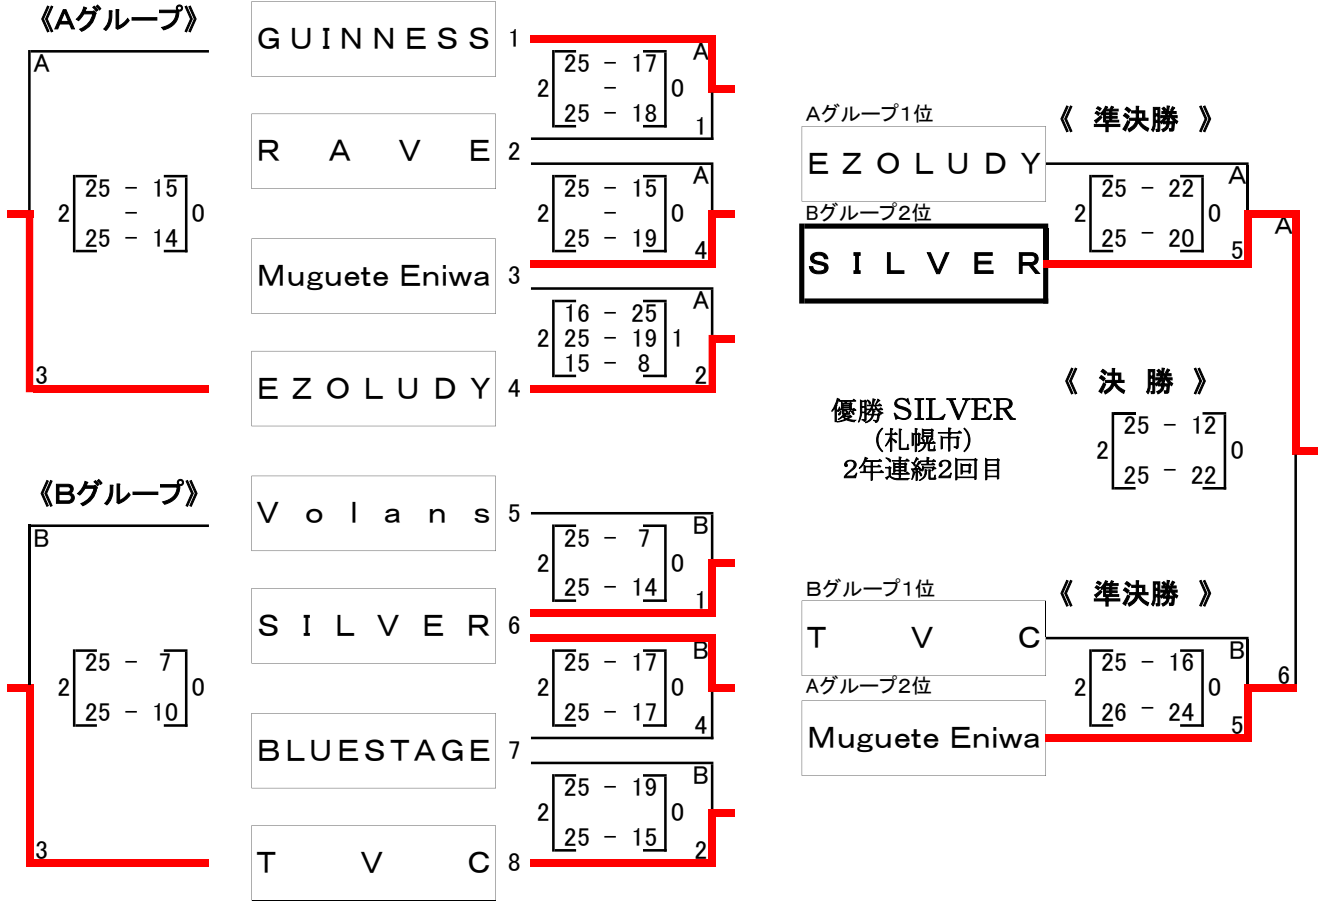 《Aグループ》
A
2
25 - 15
-
25 - 14
0
3
GUINNESS 1
RAVE 2
Muguete Eniwa 3
EZOLUDY 4
A
2
25 - 17
-
25 - 18
0
1
A
2
25 - 15
-
25 - 19
0
4
A
2
16 - 25
25 - 19
15 - 8
1
2
《Bグループ》
B
2
25 - 7
25 - 10
0
3
Volans 5
SILVER 6
BLUESTAGE 7
TVC 8
B
2
25 - 7
25 - 14
0
1
B
2
25 - 17
25 - 17
0
4
B
2
25 - 19
25 - 15
0
2
Aグループ1位
《 準決勝 》
EZOLUDY
Bグループ2位
SILVER
A
2
25 - 22
25 - 20
0
5
A
《 決 勝 》
優勝 SILVER
(札幌市)
2年連続2回目
2
25 - 12
25 - 22
0
6
Bグループ1位
《 準決勝 》
TVC
Aグループ2位
Muguete Eniwa
B
2
25 - 16
26 - 24
0
5